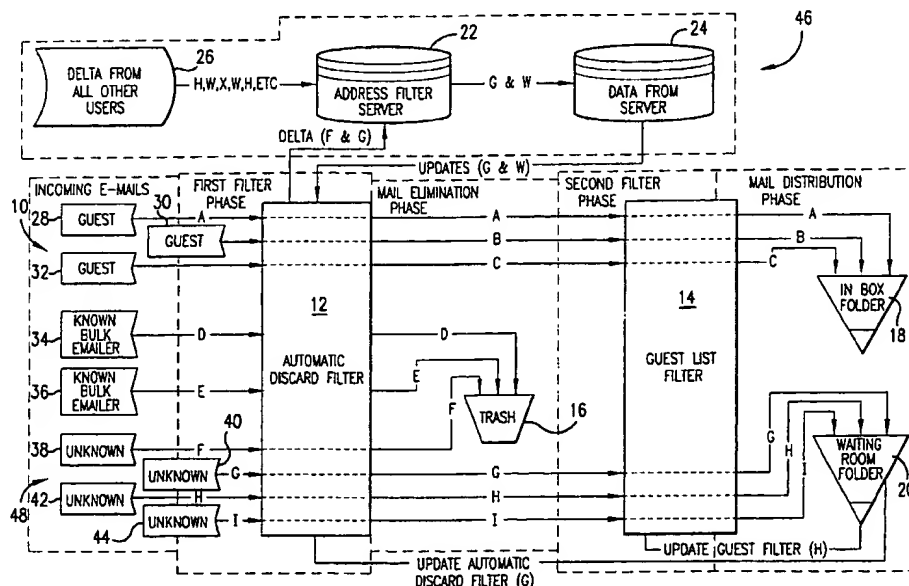 26
22
24
46
DELTA FROM
ALL OTHER
USERS
H,W,X,W,H,ETC
ADDRESS FILTER
SERVER
G & W
DATA FROM
SERVER
DELTA (F & G)
UPDATES (G & W)
INCOMING E-MAILS
FIRST FILTER
PHASE
MAIL ELIMINATION
PHASE
SECOND FILTER
PHASE
MAIL DISTRIBUTION
PHASE
10
28
GUEST
A
30
GUEST
A
B
A
B
32
GUEST
C
C
12
14
IN BOX
FOLDER
18
34
KNOWN
BULK
EMAILER
D
D
AUTOMATIC
DISCARD FILTER
GUEST LIST
FILTER
36
KNOWN
BULK
EMAILER
E
E
F
TRASH
16
38
UNKNOWN
F
40
UNKNOWN
G
G
G
H
I
WAITING
ROOM
FOLDER
20
42
UNKNOWN
H
H
48
44
UNKNOWN
I
I
UPDATE GUEST FILTER (H)
UPDATE AUTOMATIC
DISCARD FILTER (G)